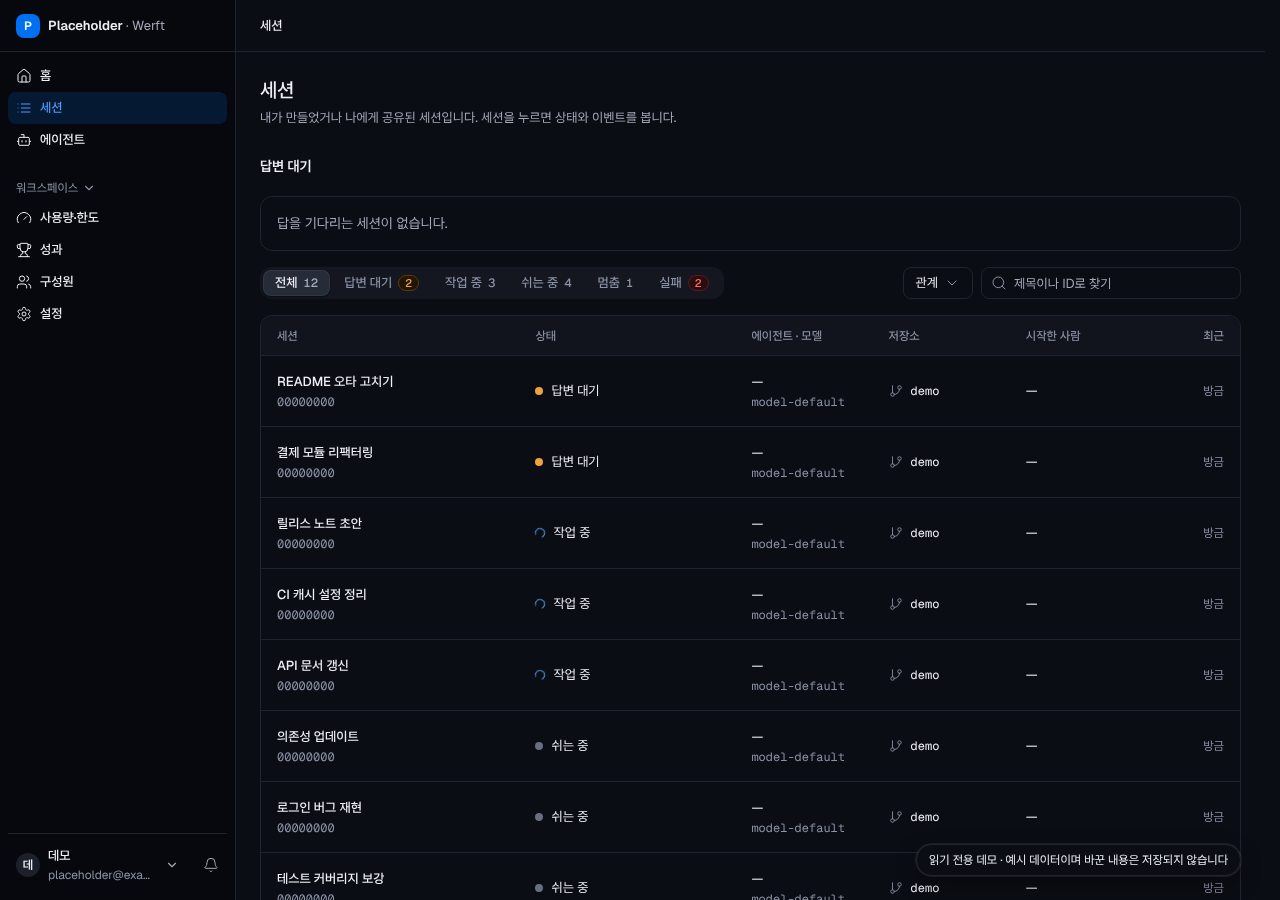 P Placeholder · Werft
세션
홈
세션
에이전트
워크스페이스
사용량·한도
성과
구성원
설정
데 데모
placeholder@exa…
세션
내가 만들었거나 나에게 공유된 세션입니다. 세션을 누르면 상태와 이벤트를 봅니다.
답변 대기
답을 기다리는 세션이 없습니다.
전체 12 답변 대기 2 작업 중 3 쉬는 중 4 멈춤 1 실패 2 관계 제목이나 ID로 찾기
세션 상태 에이전트 · 모델 저장소 시작한 사람 최근
README 오타 고치기 답변 대기 — demo — 방금
00000000 model-default
결제 모듈 리팩터링 답변 대기 — demo — 방금
00000000 model-default
릴리스 노트 초안 작업 중 — demo — 방금
00000000 model-default
CI 캐시 설정 정리 작업 중 — demo — 방금
00000000 model-default
API 문서 갱신 작업 중 — demo — 방금
00000000 model-default
의존성 업데이트 쉬는 중 — demo — 방금
00000000 model-default
로그인 버그 재현 쉬는 중 — demo — 방금
00000000 model-default
테스트 커버리지 보강 쉬는 중 — demo — 방금
00000000 model-default
읽기 전용 데모 · 예시 데이터이며 바꾼 내용은 저장되지 않습니다